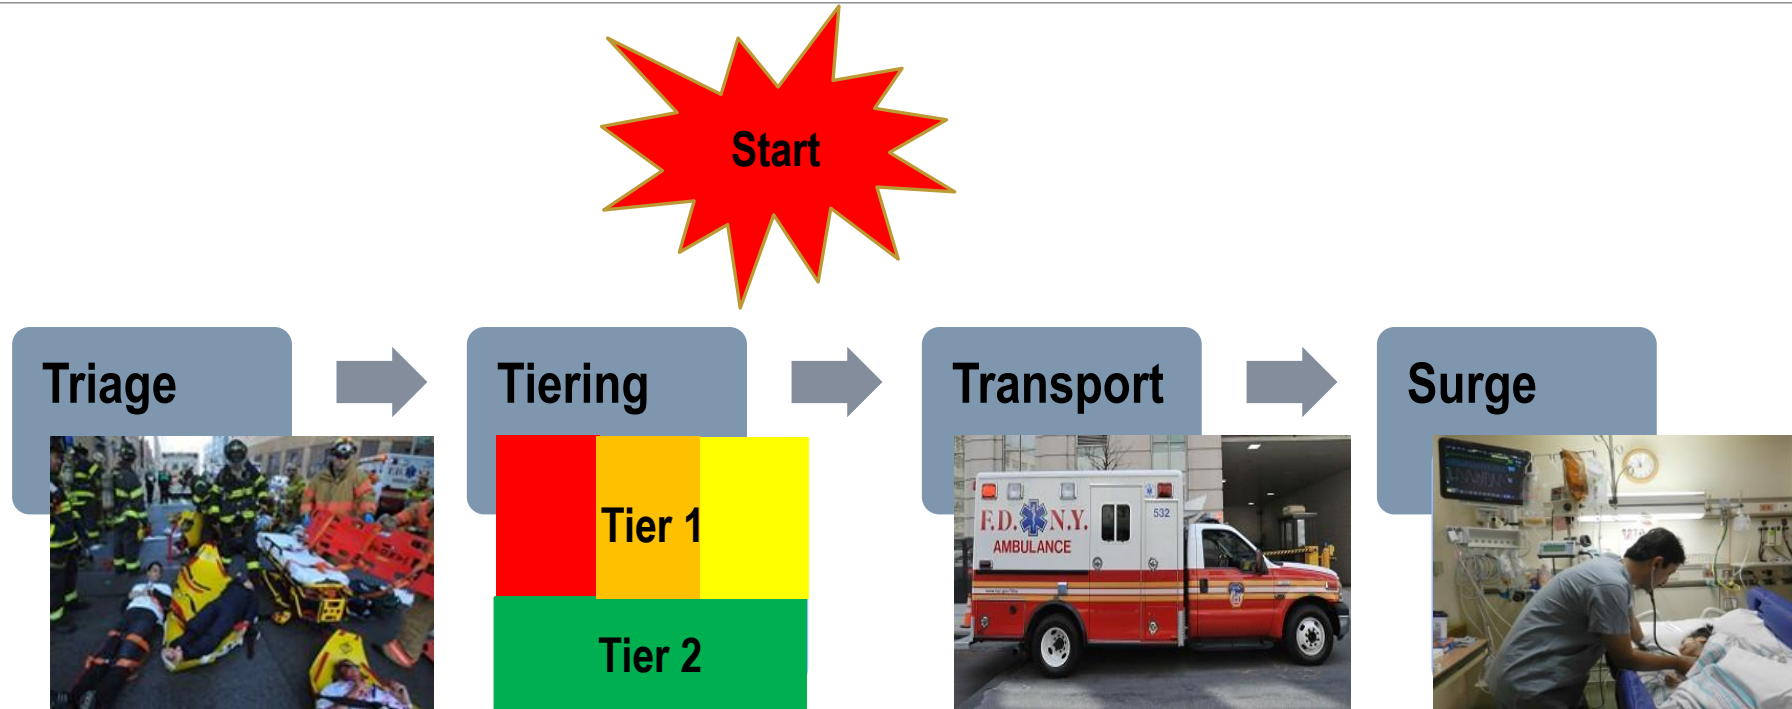 Start
Triage
Tiering
Transport
Surge
Tier 1
Tier 2
F.D. N.Y.
AMBULANCE
532